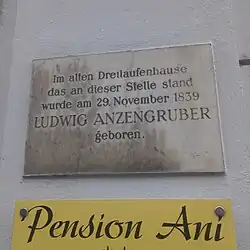 Im alten Dreilaufenhause
das an dieser Stelle stand
wurde am 29. November 1839
LUDWIG ANZENGRUBER
geboren.
Pension Ani